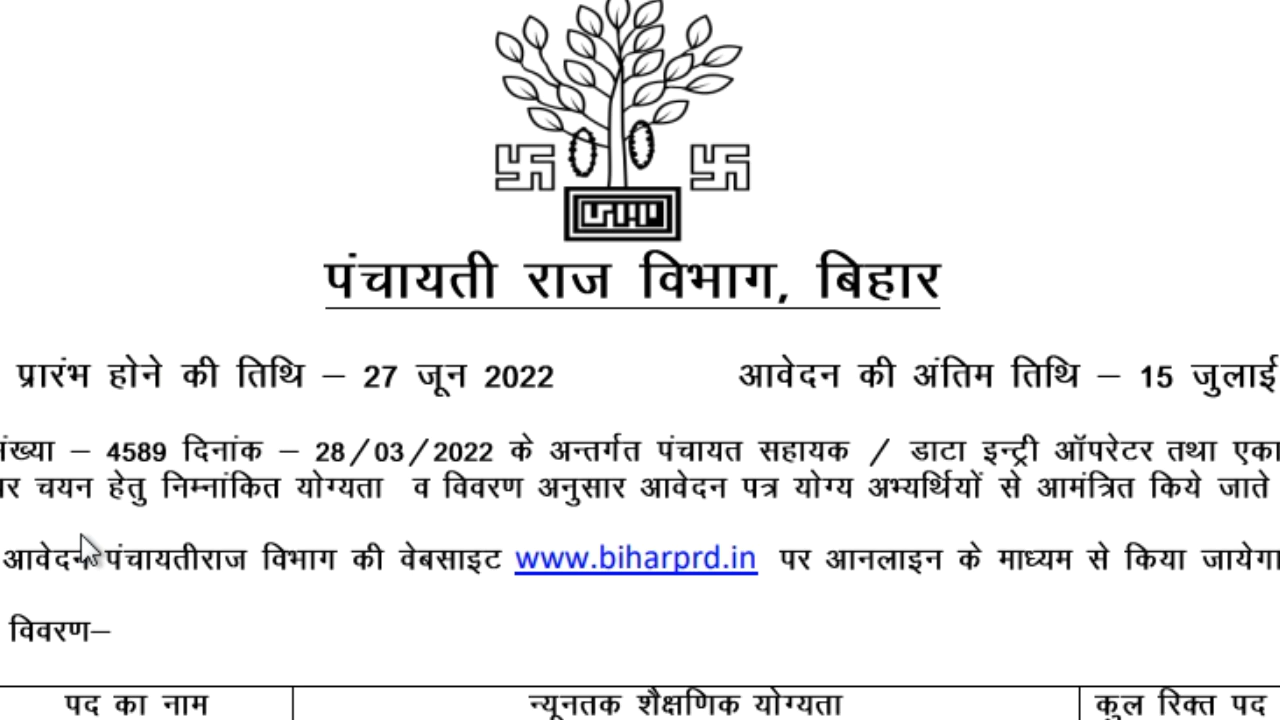 पंचायती राज विभाग, बिहार
प्रारंभ होने की तिथि – 27 जून 2022 आवेदन की अंतिम तिथि – 15 जुलाई
संख्या – 4589 दिनांक – 28/03/2022 के अन्तर्गत पंचायत सहायक / डाटा इन्ट्री ऑपरेटर तथा
चयन हेतु निम्नांकित योग्यता व विवरण अनुसार आवेदन पत्र योग्य अभ्यर्थियों से आमंत्रित किये जाते
आवेदन पंचायतीराज विभाग की वेबसाइट www.biharprd.in पर आनलाइन के माध्यम से किया जायेगा
विवरण–
पद का नाम न्यूनतक शैक्षणिक योग्यता कुल रिक्त पद